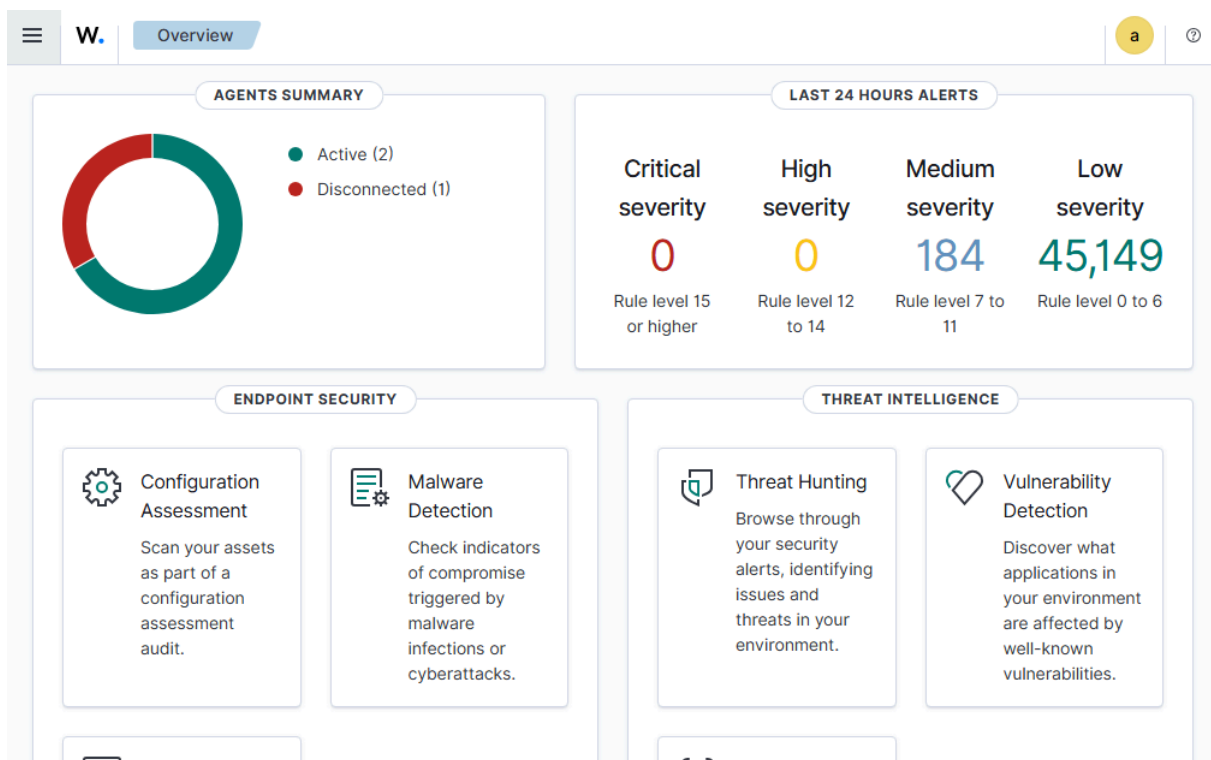 W.
Overview
a
?
AGENTS SUMMARY
Active (2)
Disconnected (1)
LAST 24 HOURS ALERTS
Critical
severity
0
Rule level 15
or higher
High
severity
0
Rule level 12
to 14
Medium
severity
184
Rule level 7 to
11
Low
severity
45,149
Rule level 0 to 6
ENDPOINT SECURITY
Configuration
Assessment
Scan your assets
as part of a
configuration
assessment
audit.
Malware
Detection
Check indicators
of compromise
triggered by
malware
infections or
cyberattacks.
THREAT INTELLIGENCE
Threat Hunting
Browse through
your security
alerts, identifying
issues and
threats in your
environment.
Vulnerability
Detection
Discover what
applications in
your environment
are affected by
well-known
vulnerabilities.